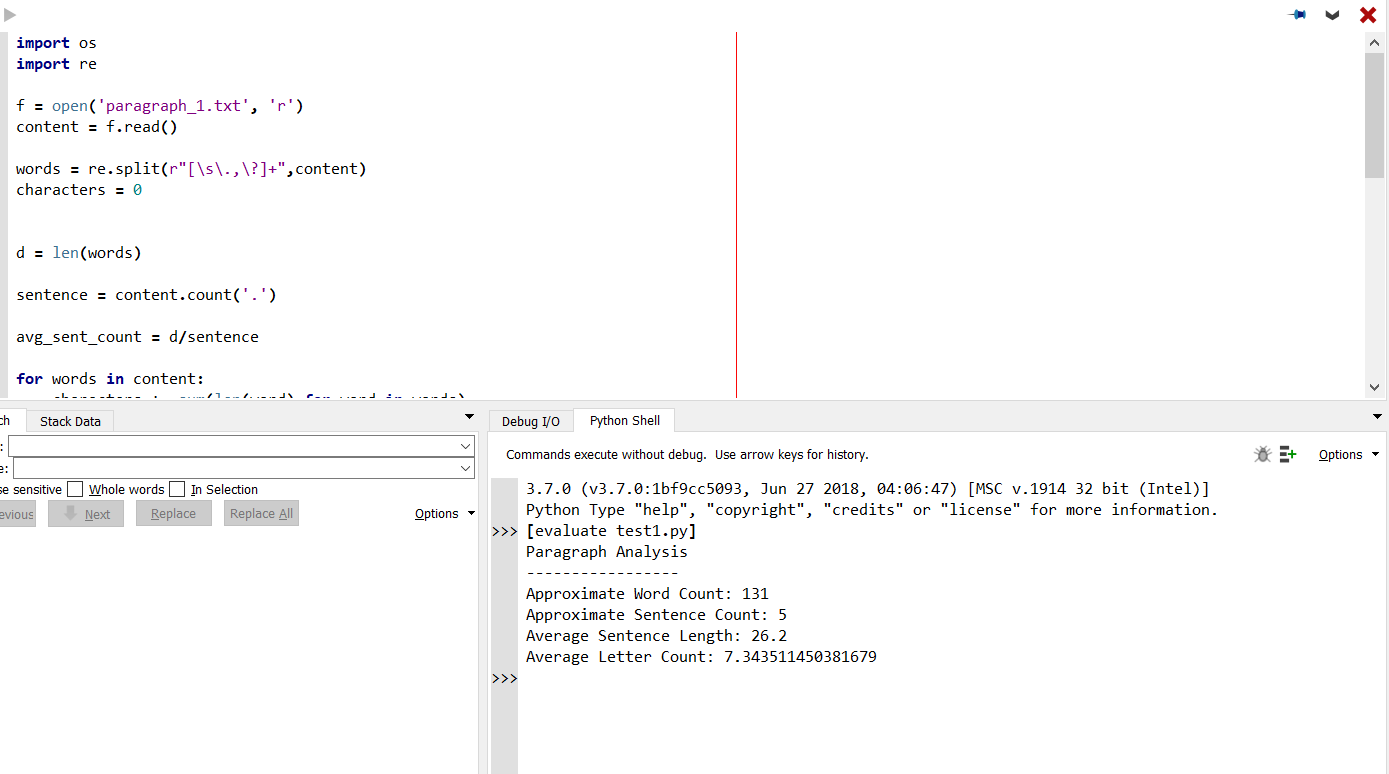 import os
import re
f = open('paragraph_1.txt', 'r')
content = f.read()
words = re.split(r"[\s\.,\?]+",content)
characters = 0
d = len(words)
sentence = content.count('.')
avg_sent_count = d/sentence
for words in content:
ch
Stack Data
:
e:
se sensitive
Whole words
In Selection
evious
Next
Replace
Replace All
Options
Debug I/O
Python Shell
Commands execute without debug. Use arrow keys for history.
Options
3.7.0 (v3.7.0:1bf9cc5093, Jun 27 2018, 04:06:47) [MSC v.1914 32 bit (Intel)]
Python Type "help", "copyright", "credits" or "license" for more information.
>>> [evaluate test1.py]
Paragraph Analysis
-----------------
Approximate Word Count: 131
Approximate Sentence Count: 5
Average Sentence Length: 26.2
Average Letter Count: 7.343511450381679
>>>